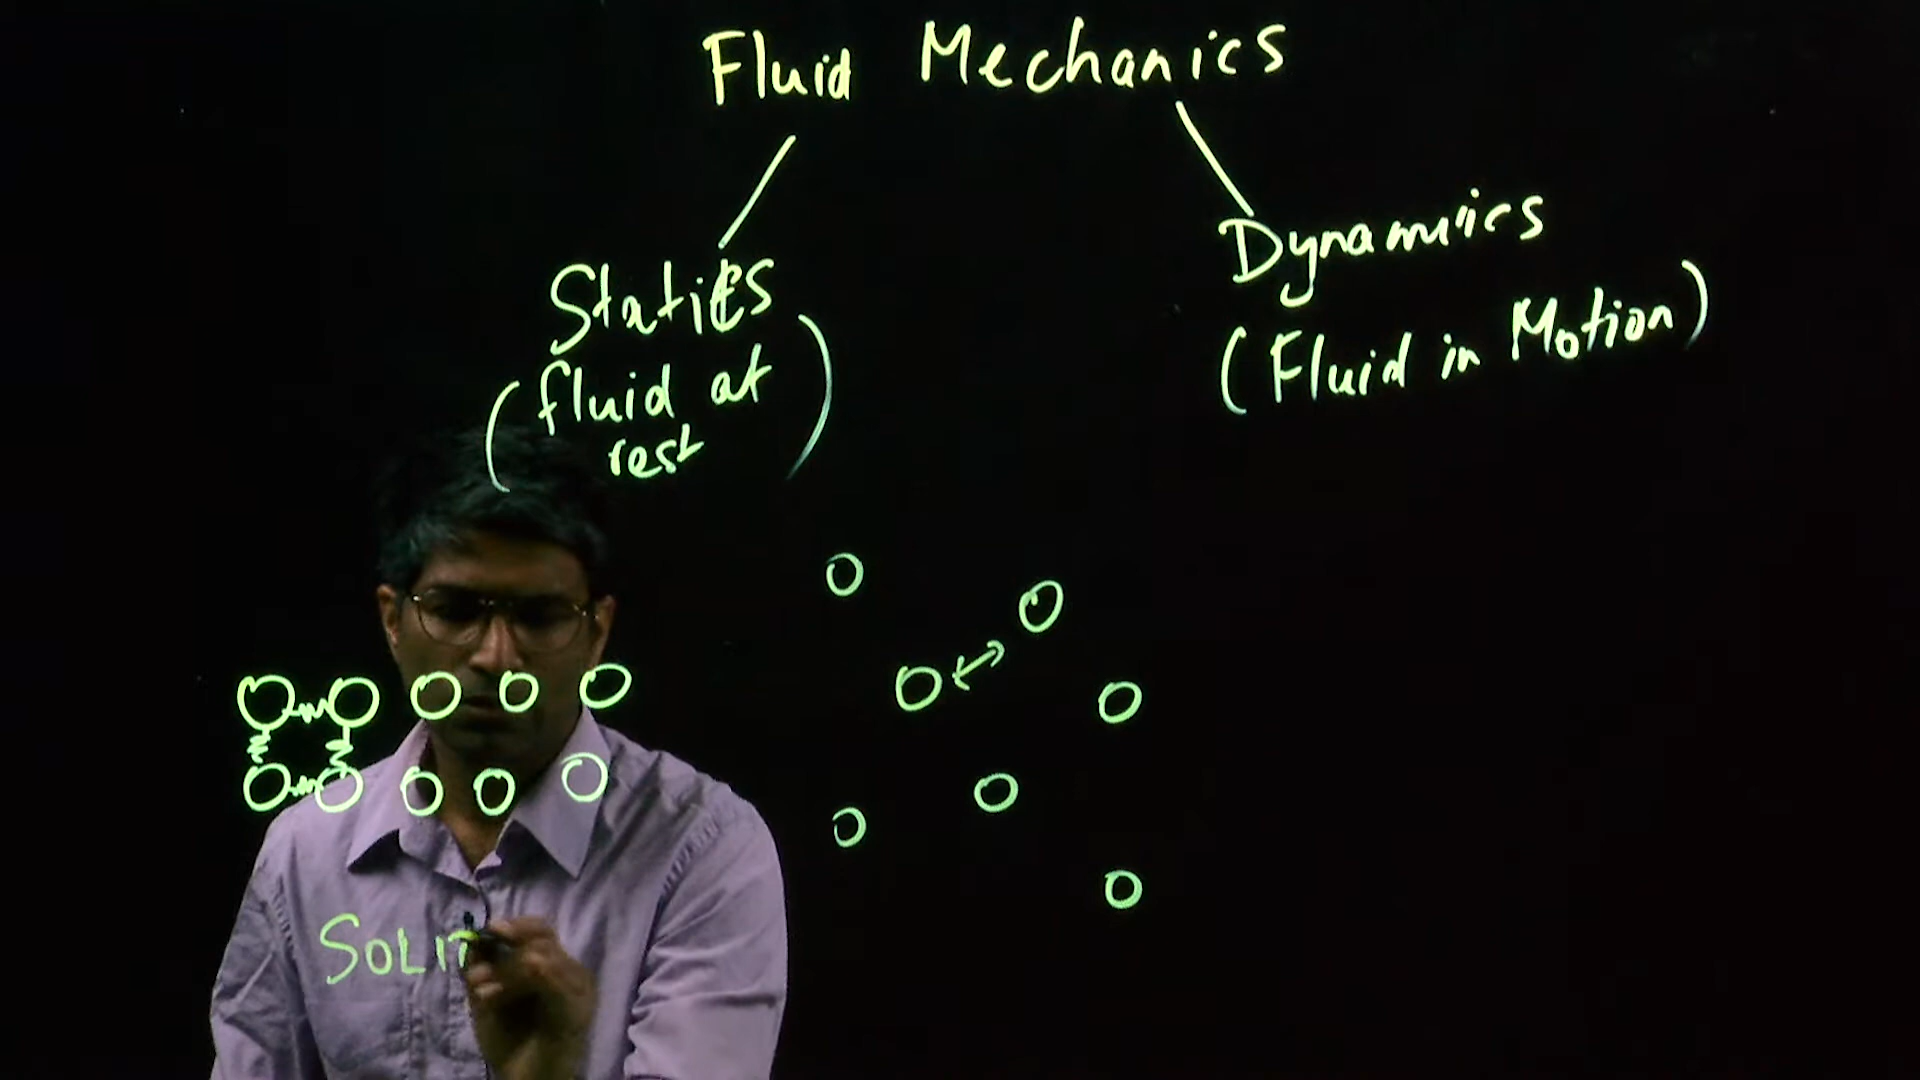 Fluid Mechanics
Statics
(fluid at
rest)
Dynamics
(Fluid in Motion)
SOLI